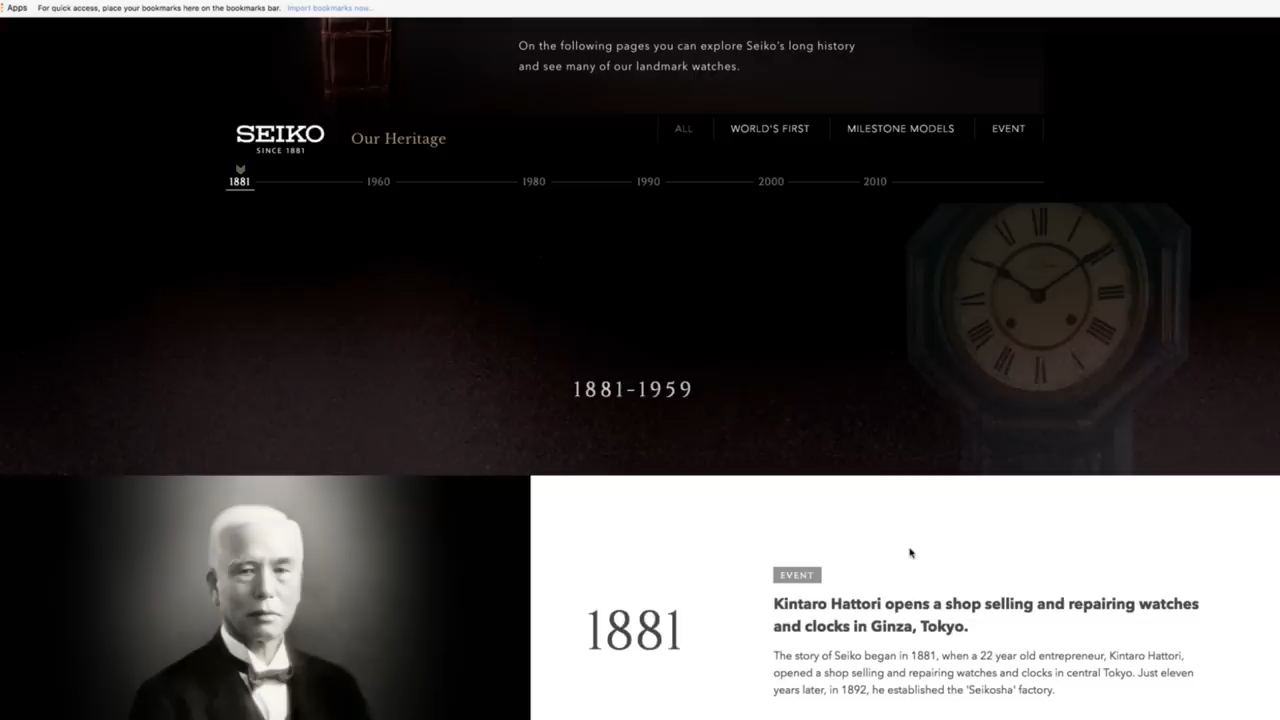 Apps For quick access, place your bookmarks here on the bookmarks bar. Import bookmarks now...
On the following pages you can explore Seiko's long history
and see many of our landmark watches.
SEIKO
SINCE 1881
Our Heritage
ALL WORLD'S FIRST MILESTONE MODELS EVENT
1881 1960 1980 1990 2000 2010
1881-1959
EVENT
Kintaro Hattori opens a shop selling and repairing watches
and clocks in Ginza, Tokyo.
1881
The story of Seiko began in 1881, when a 22 year old entrepreneur, Kintaro Hattori,
opened a shop selling and repairing watches and clocks in central Tokyo. Just eleven
years later, in 1892, he established the 'Seikosha' factory.